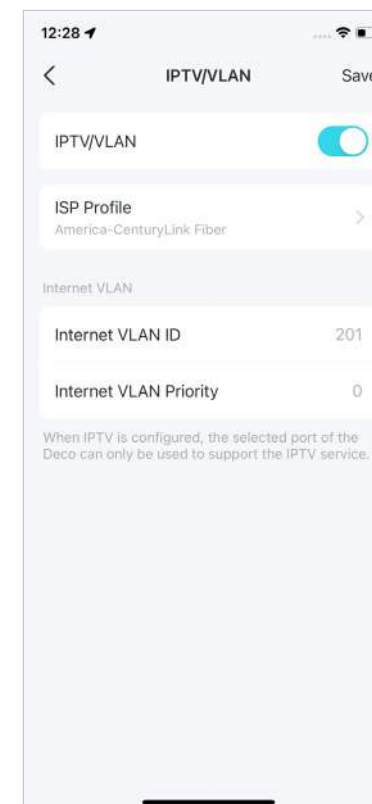 12:28
IPTV/VLAN Save
IPTV/VLAN
ISP Profile
America-CenturyLink Fiber
Internet VLAN
Internet VLAN ID 201
Internet VLAN Priority 0
When IPTV is configured, the selected port of the
Deco can only be used to support the IPTV service.